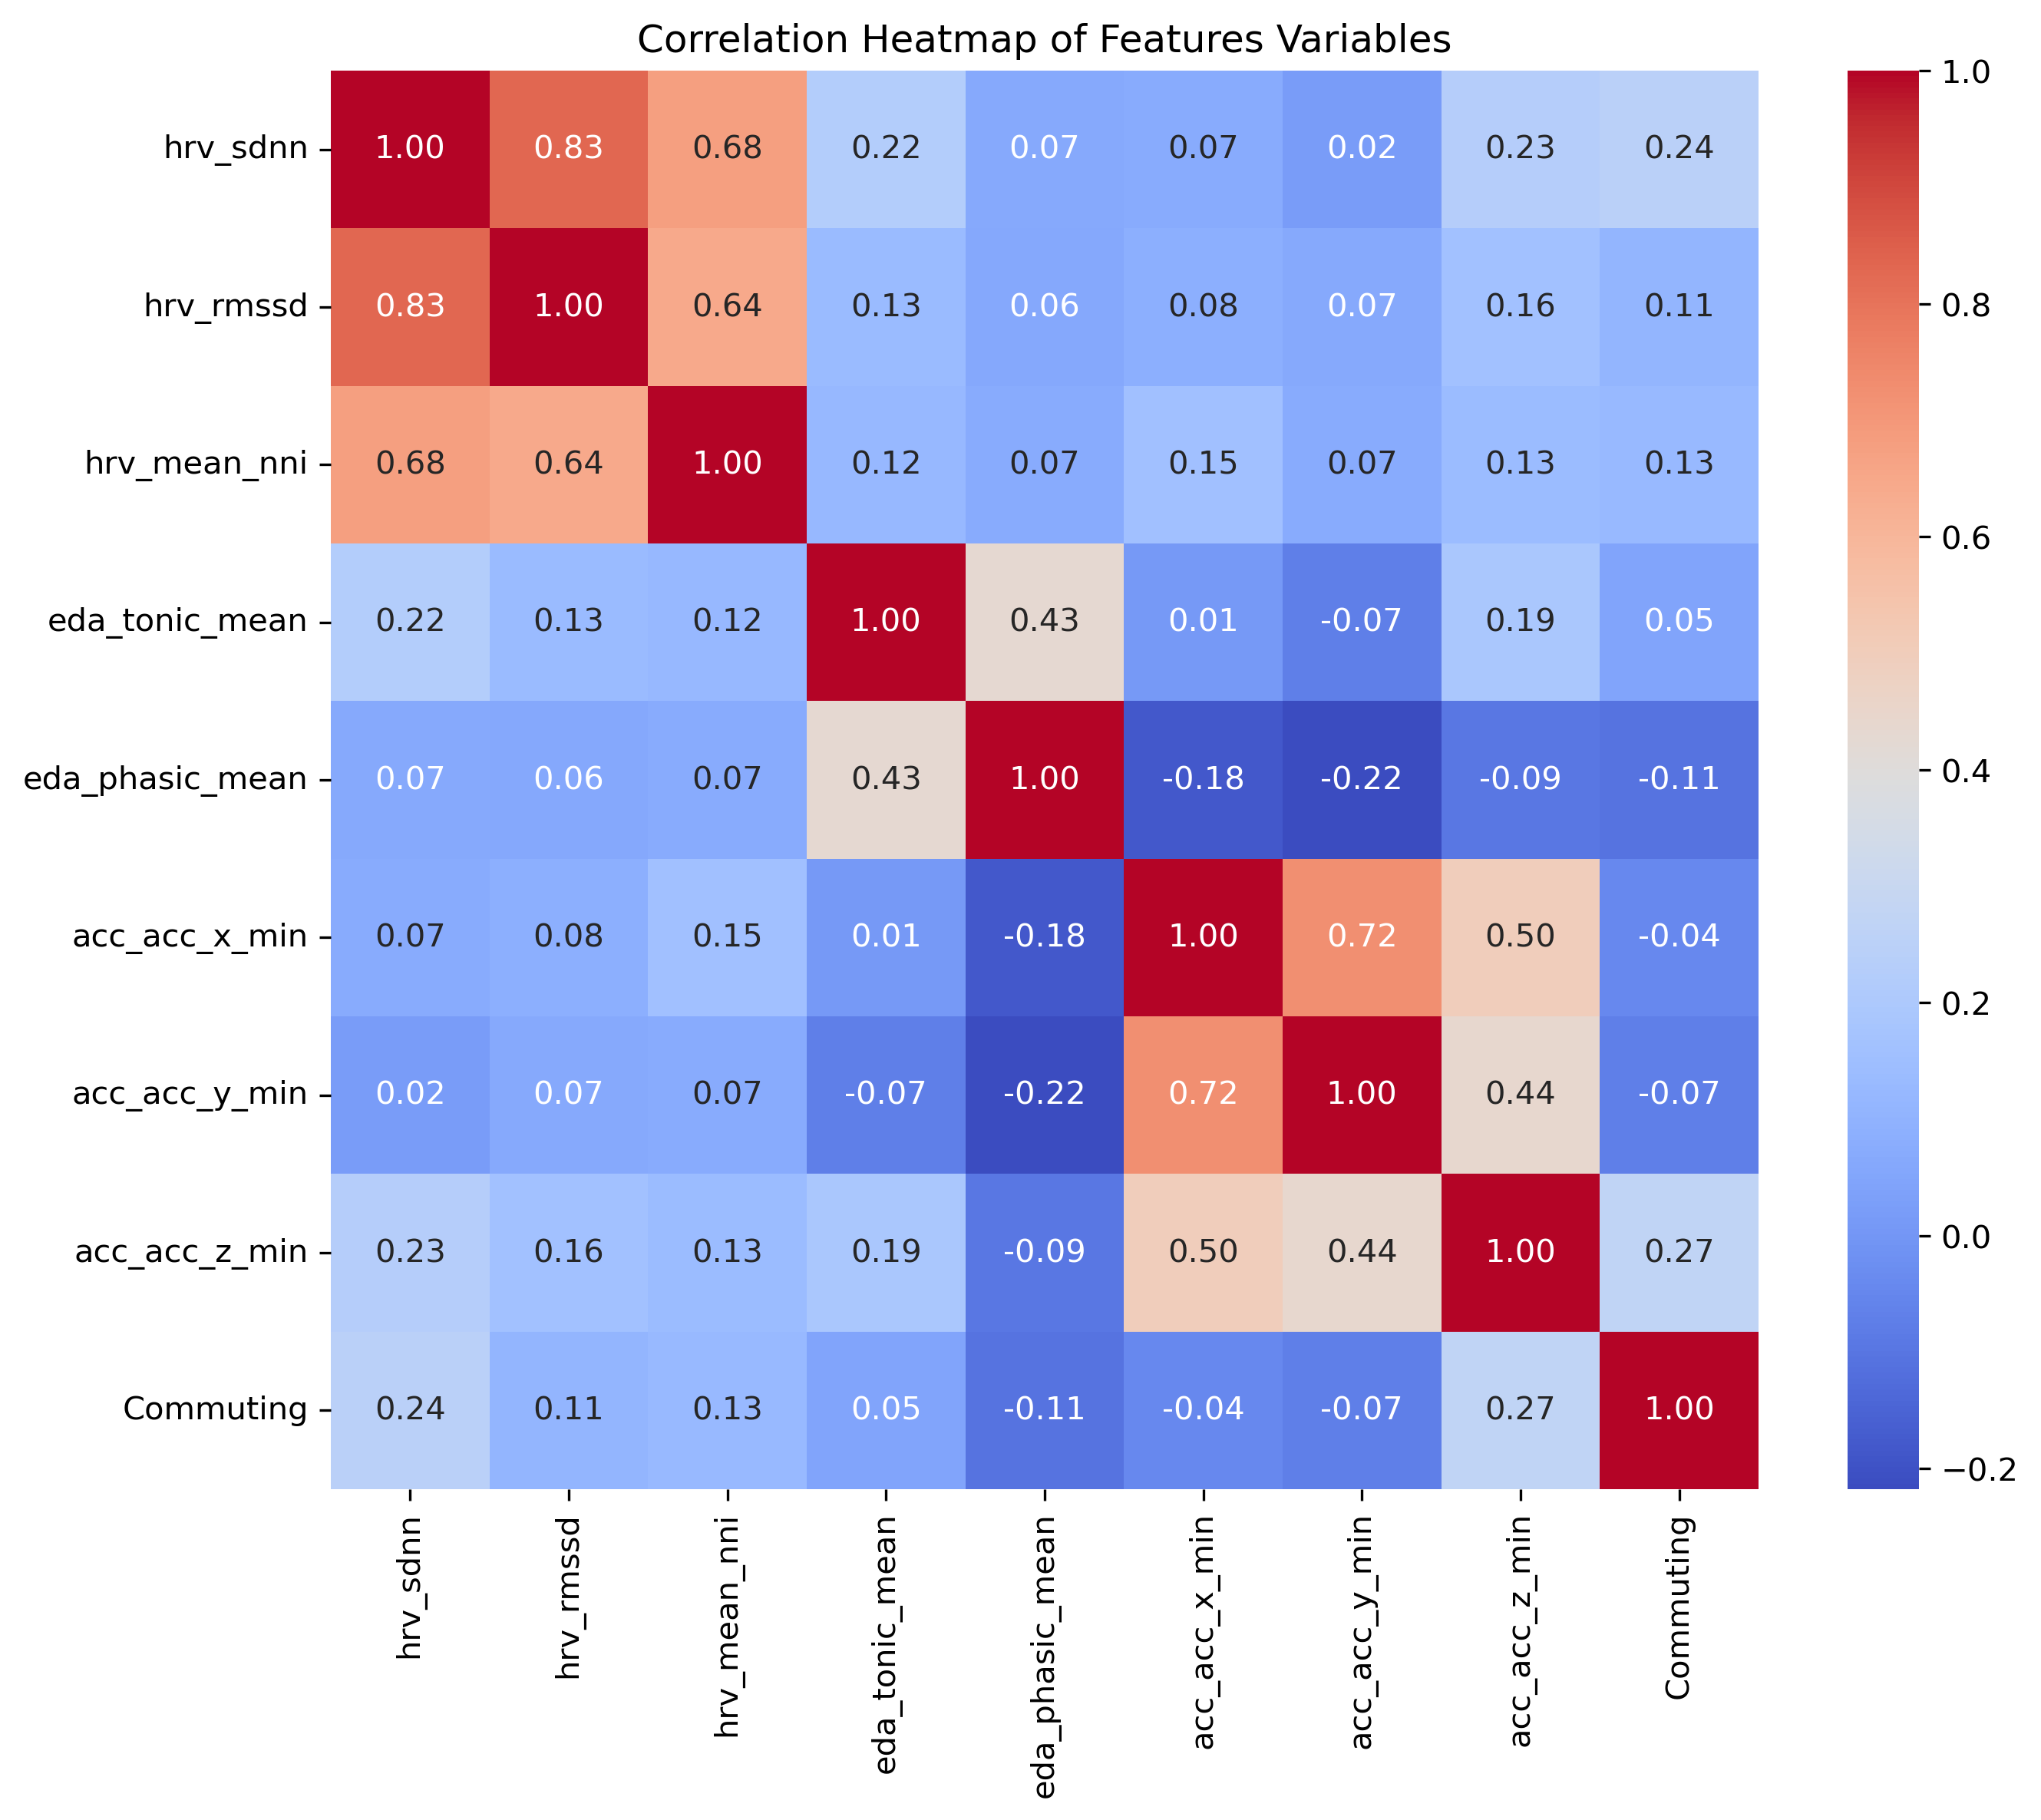 Correlation Heatmap of Features Variables
hrv_sdnn 1.00 0.83 0.68 0.22 0.07 0.07 0.02 0.23 0.24
hrv_rmssd 0.83 1.00 0.64 0.13 0.06 0.08 0.07 0.16 0.11
hrv_mean_nni 0.68 0.64 1.00 0.12 0.07 0.15 0.07 0.13 0.13
eda_tonic_mean 0.22 0.13 0.12 1.00 0.43 0.01 -0.07 0.19 0.05
eda_phasic_mean 0.07 0.06 0.07 0.43 1.00 -0.18 -0.22 -0.09 -0.11
acc_acc_x_min 0.07 0.08 0.15 0.01 -0.18 1.00 0.72 0.50 -0.04
acc_acc_y_min 0.02 0.07 0.07 -0.07 -0.22 0.72 1.00 0.44 -0.07
acc_acc_z_min 0.23 0.16 0.13 0.19 -0.09 0.50 0.44 1.00 0.27
Commuting 0.24 0.11 0.13 0.05 -0.11 -0.04 -0.07 0.27 1.00
hrv_sdnn
hrv_rmssd
hrv_mean_nni
eda_tonic_mean
eda_phasic_mean
acc_acc_x_min
acc_acc_y_min
acc_acc_z_min
Commuting
1.0
0.8
0.6
0.4
0.2
0.0
−0.2